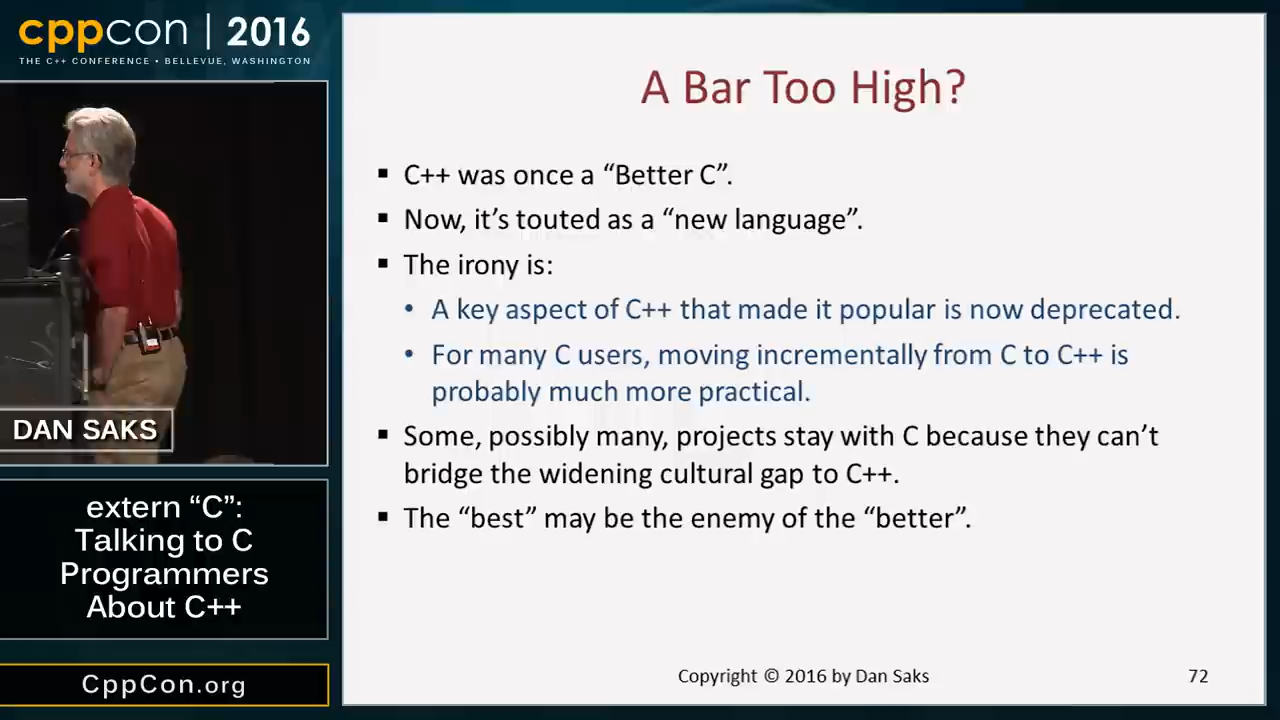 cppcon | 2016
THE C++ CONFERENCE • BELLEVUE, WASHINGTON
DAN SAKS
extern “C”:
Talking to C
Programmers
About C++
CppCon.org
A Bar Too High?
▪ C++ was once a “Better C”.
▪ Now, it’s touted as a “new language”.
▪ The irony is:
• A key aspect of C++ that made it popular is now deprecated.
• For many C users, moving incrementally from C to C++ is
probably much more practical.
▪ Some, possibly many, projects stay with C because they can’t
bridge the widening cultural gap to C++.
▪ The “best” may be the enemy of the “better”.
Copyright © 2016 by Dan Saks
72